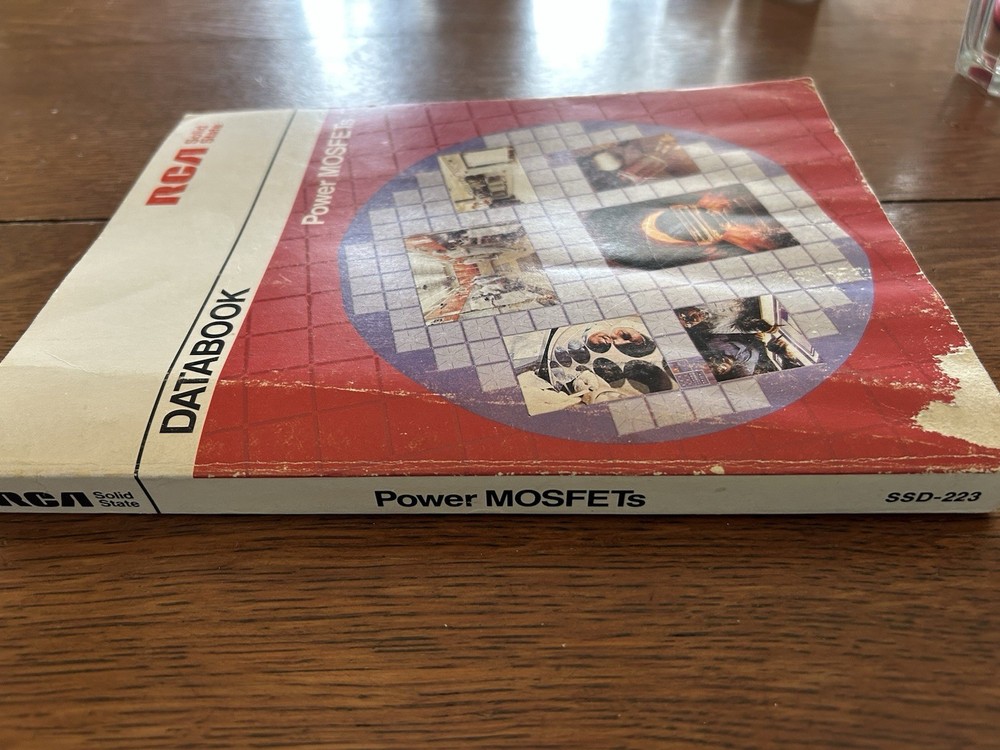 RCA Solid
State
Power MOSFETs
DATABOOK
RCA Solid
State
Power MOSFETs
SSD-223